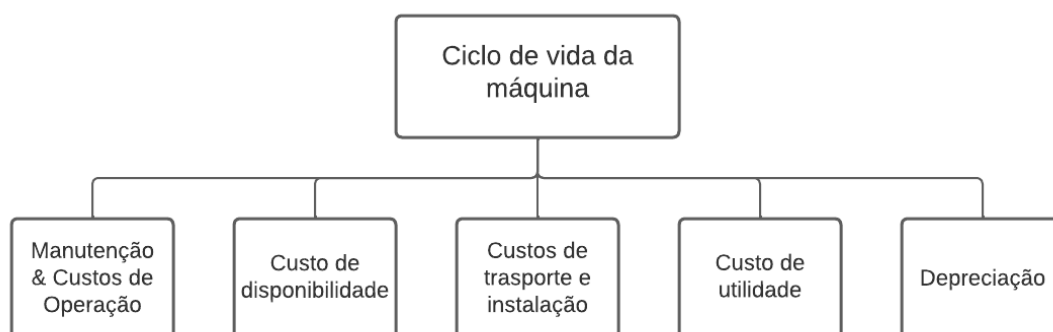 Ciclo de vida da
máquina
Manutenção
& Custos de
Operação
Custo de
disponibilidade
Custos de
trasporte e
instalação
Custo de
utilidade
Depreciação